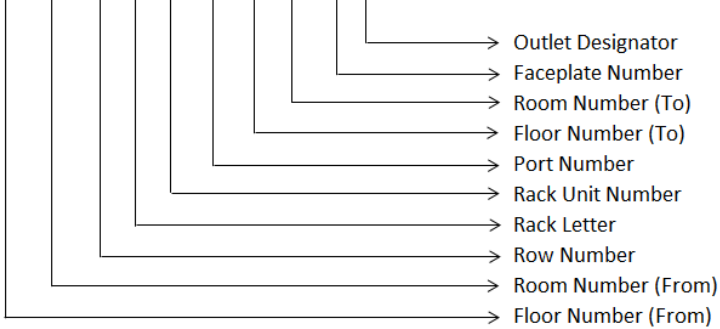 Outlet Designator
Faceplate Number
Room Number (To)
Floor Number (To)
Port Number
Rack Unit Number
Rack Letter
Row Number
Room Number (From)
Floor Number (From)